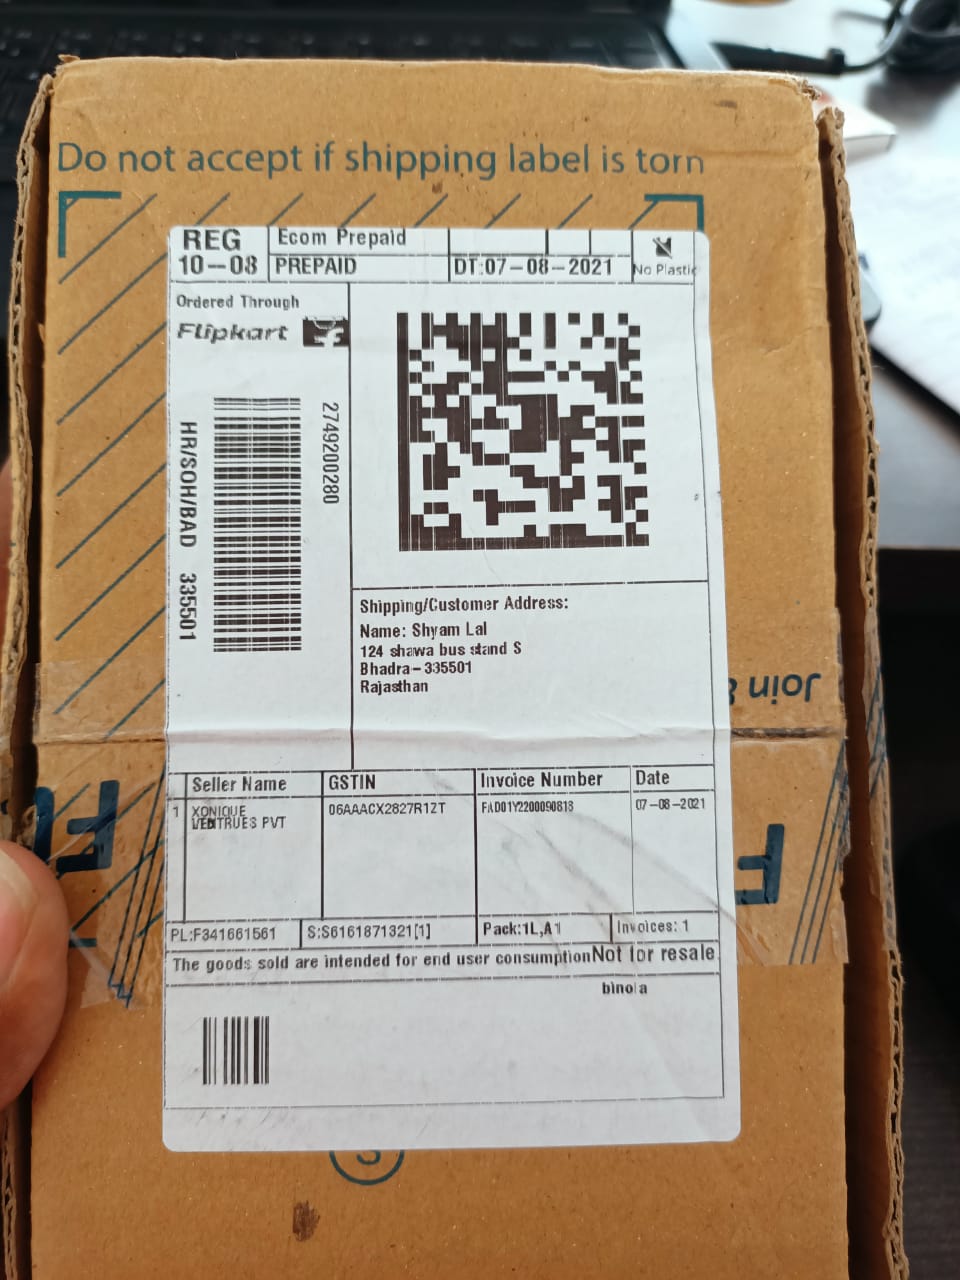 Do not accept if shipping label is torn
REG
10-08
Ecom Prepaid
PREPAID
DT:07-08-2021
No Plastic
Ordered Through
Flipkart
2749200280
HR/SOH/BAD 335501
Shipping/Customer Address:
Name: Shyam Lal
124 shawa bus stand S
Bhadra-335501
Rajasthan
Join
Seller Name GSTIN Invoice Number Date
1 XONIQUE 06AAACX2827R1ZT FAD01Y2200090813 07-08-2021
VENTRUES PVT
PL:F341661561 S:S6161871321[1] Pack:1L,A1 Invoices: 1
The goods sold are intended for end user consumption Not for resale
binola